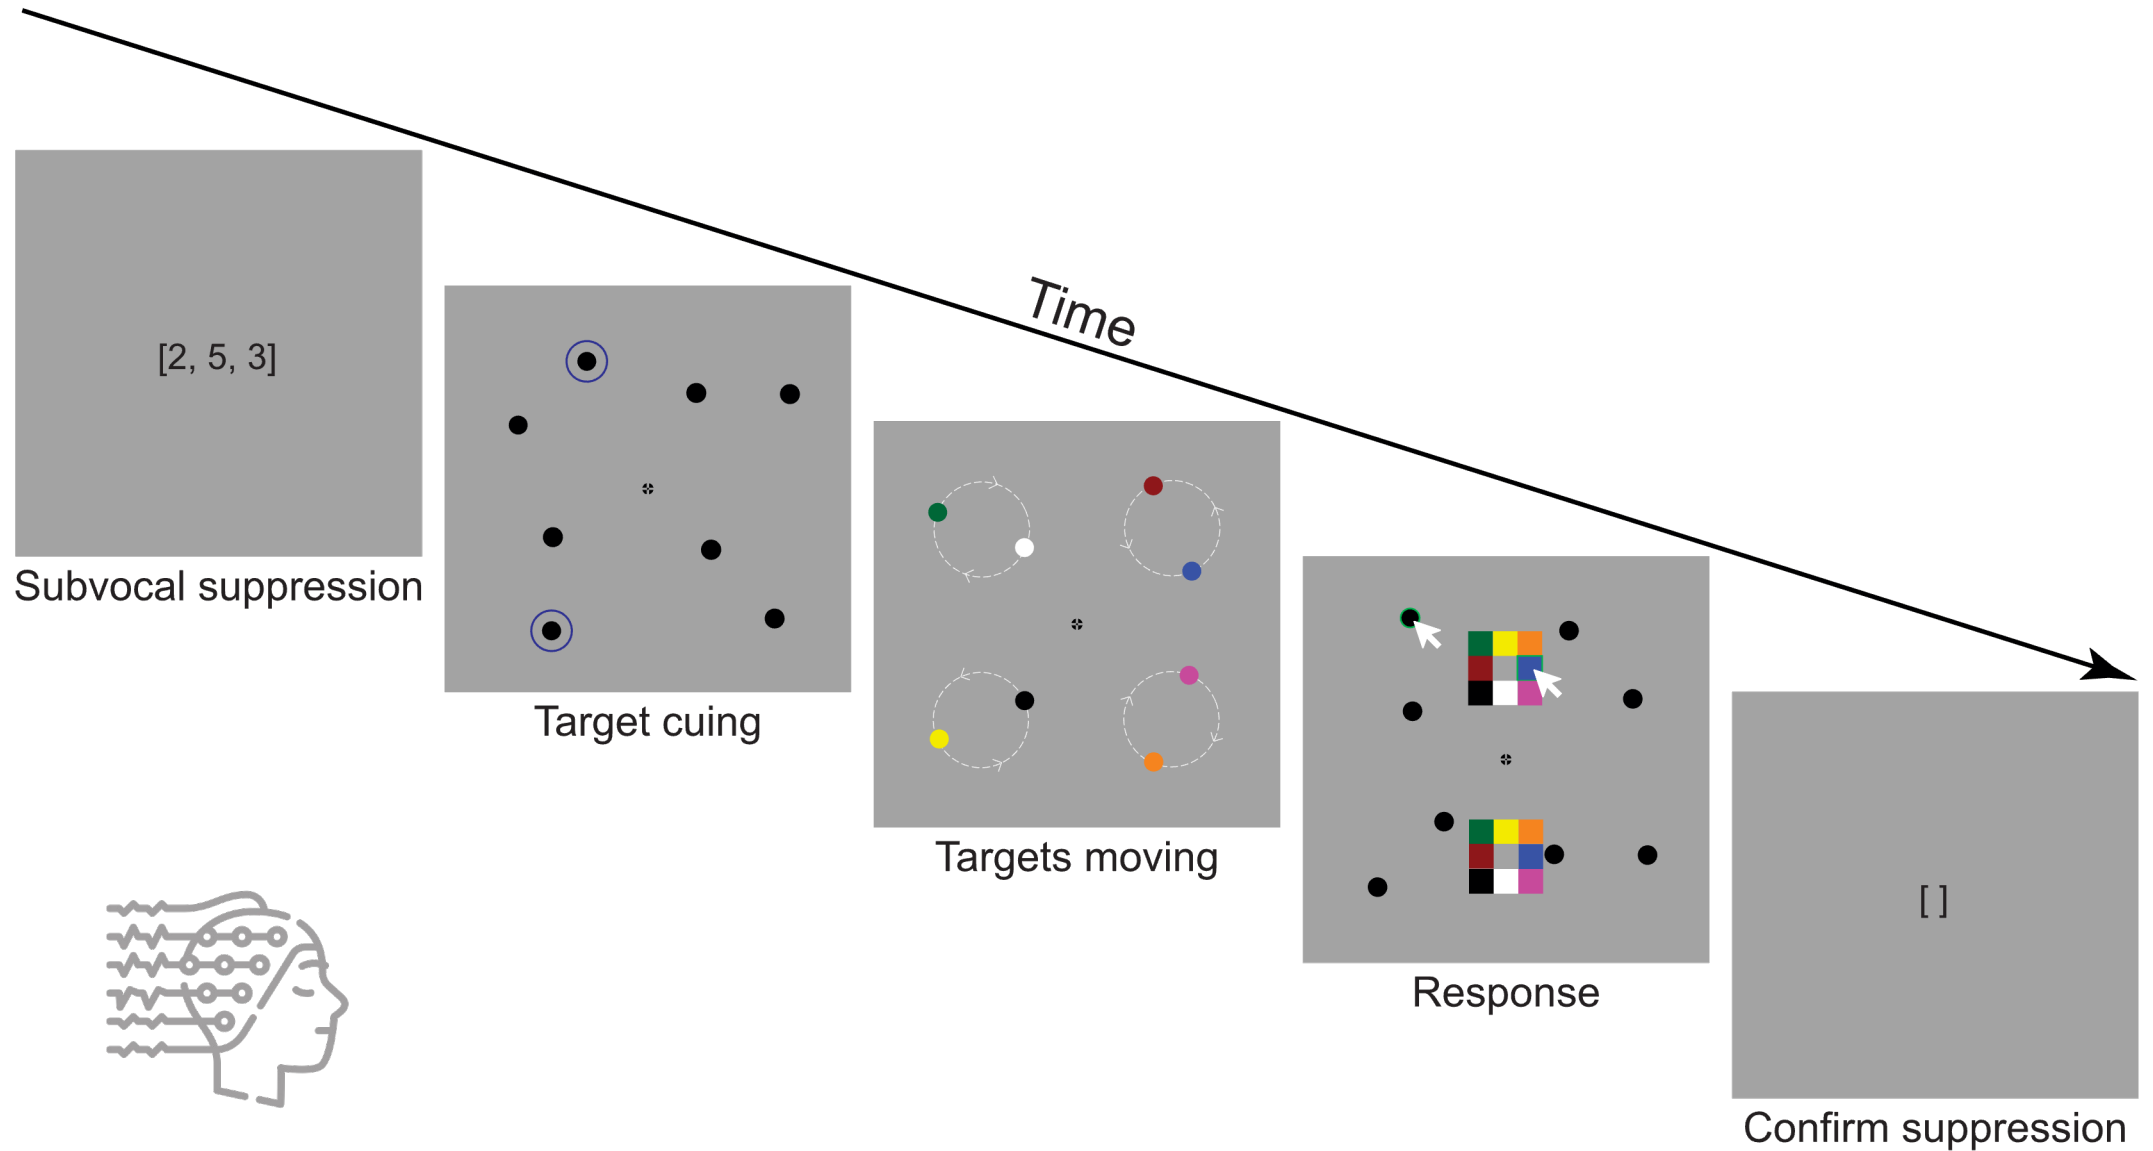 Time
[2, 5, 3]
Subvocal suppression
Target cuing
Targets moving
Response
[ ]
Confirm suppression